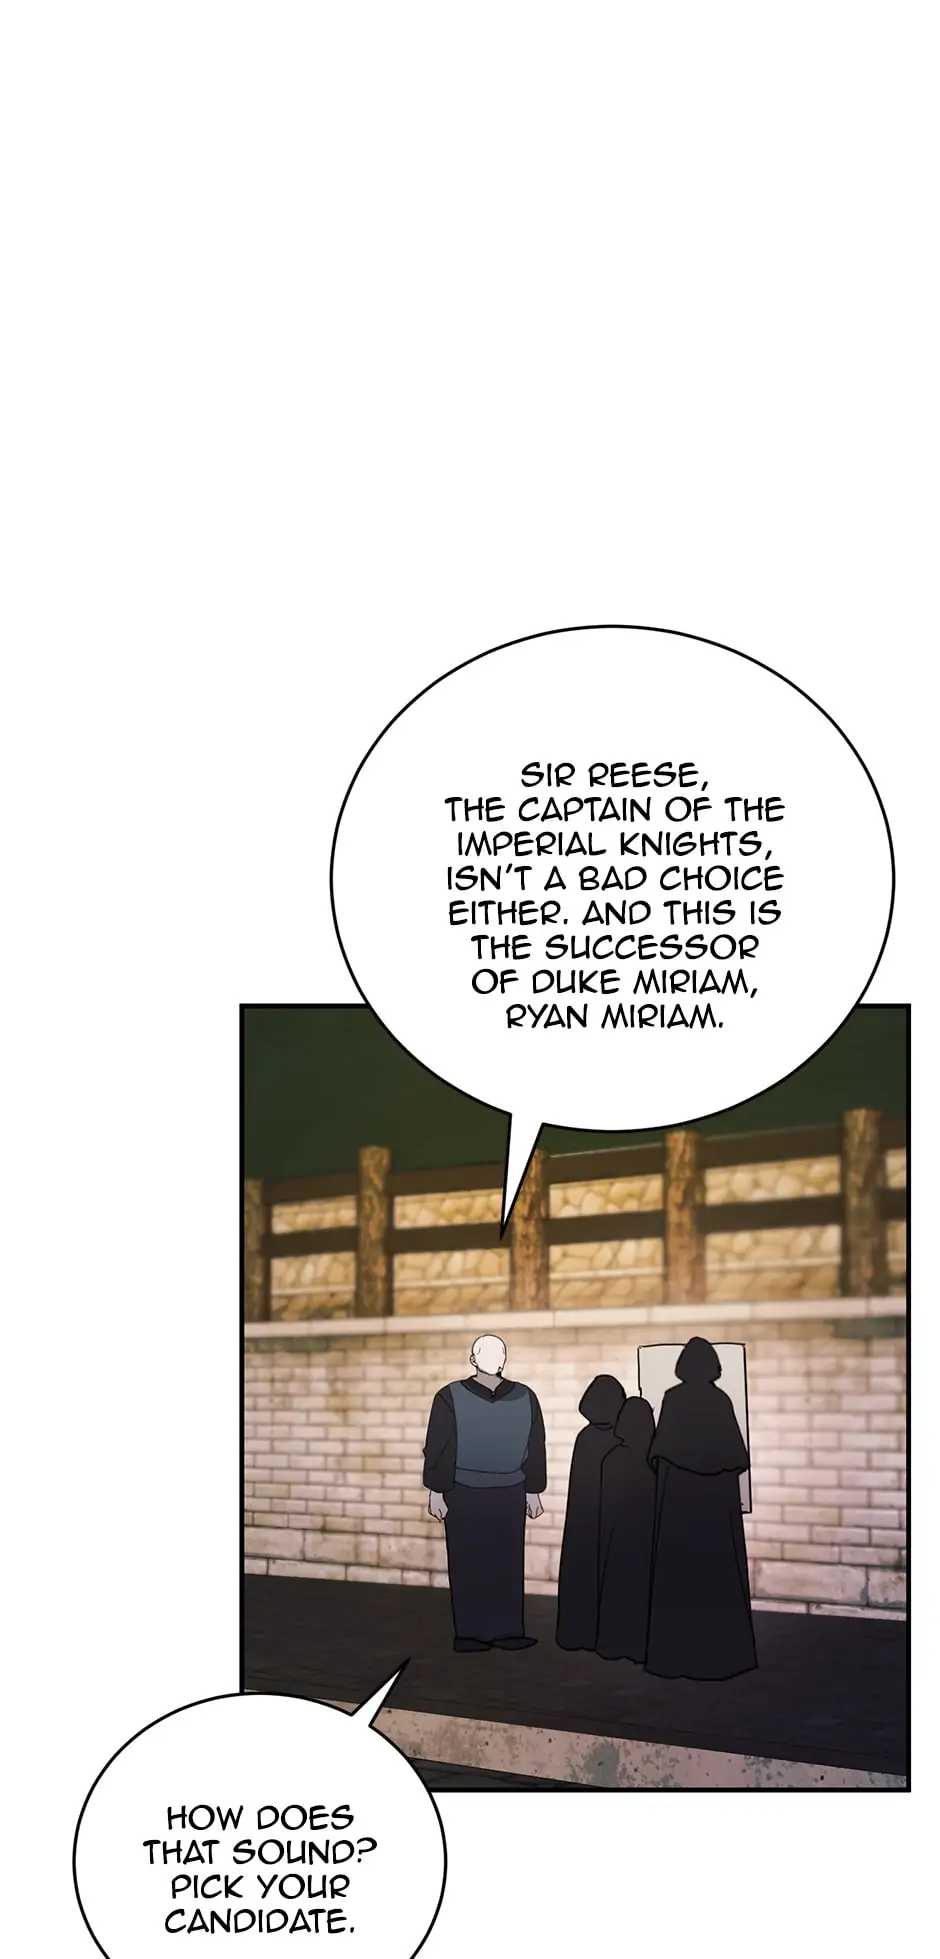 SIR REESE,
THE CAPTAIN OF THE
IMPERIAL KNIGHTS,
ISN'T A BAD CHOICE
EITHER. AND THIS IS
THE SUCCESSOR
OF DUKE MIRIAM,
RYAN MIRIAM.
HOW DOES
THAT SOUND?
PICK YOUR
CANDIDATE.